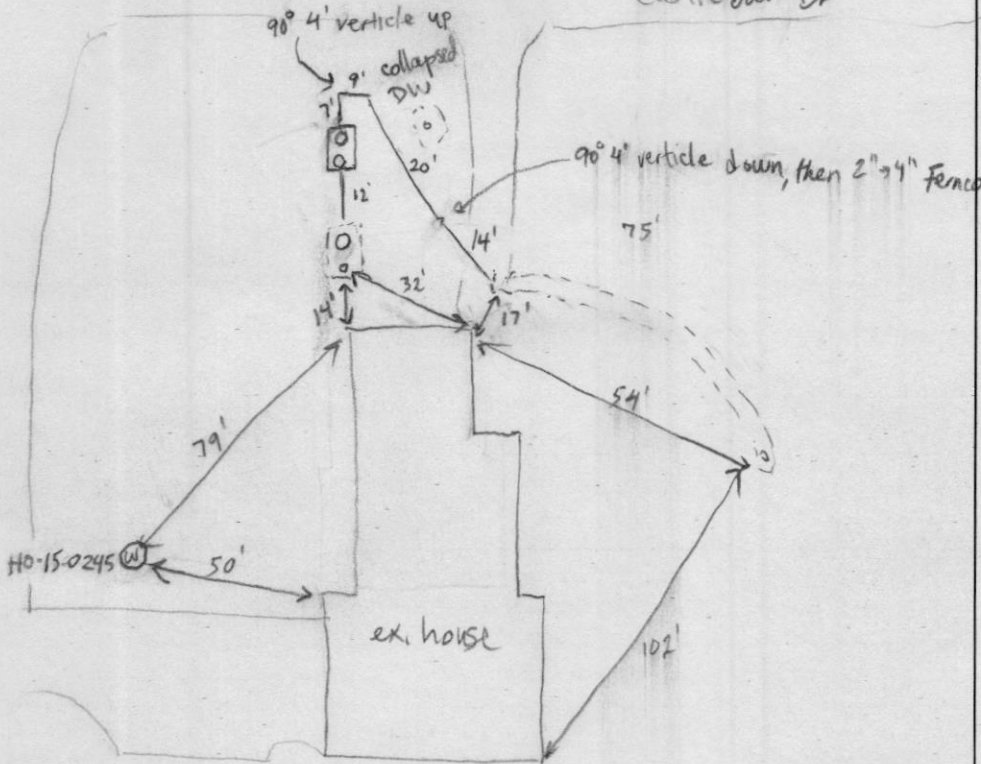 90° 4' verticle up
collapsed
DW
9'
7'
20'
90° 4' verticle down, then 2"→4" Fernco
12'
75'
14'
32'
14'
17'
54'
79'
HO-15-0245 W
50'
ex. house
102'